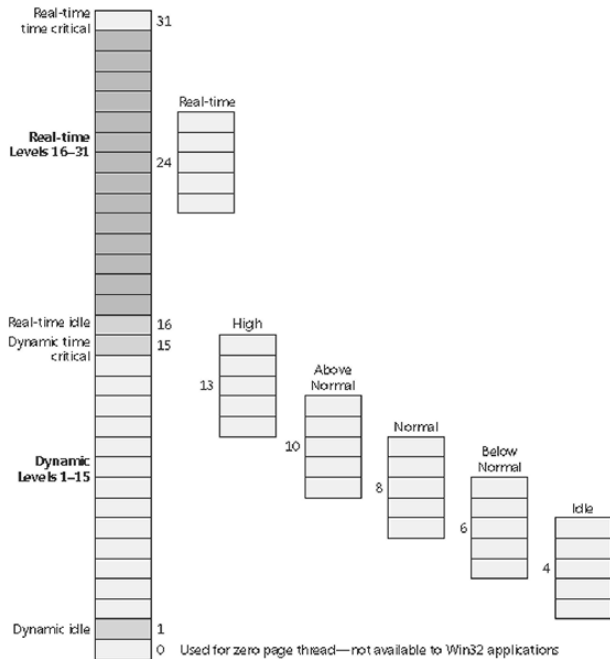 Real-time
time critical
31
Real-time
Real-time
Levels 16–31
24
Real-time idle
16
High
Dynamic time
critical
15
Above
Normal
13
Normal
10
Below
Normal
Dynamic
Levels 1–15
8
Idle
6
4
Dynamic idle
1
0 Used for zero page thread—not available to Win32 applications